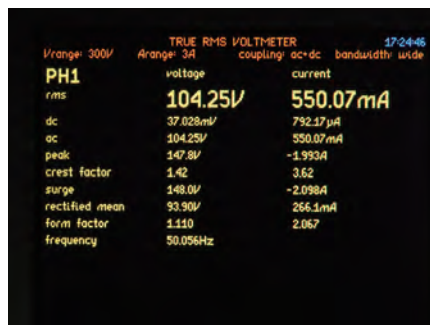 TRUE RMS VOLTMETER 17:24:46
Vrange: 300V Arange: 3A coupling: ac+dc bandwidth: wide
PH1 voltage current
rms 104.25V 550.07mA
dc 37.028mV 792.17µA
ac 104.25V 550.07mA
peak 147.8V -1.993A
crest factor 1.42 3.62
surge 148.0V -2.098A
rectified mean 93.90V 266.1mA
form factor 1.110 2.067
frequency 50.056Hz